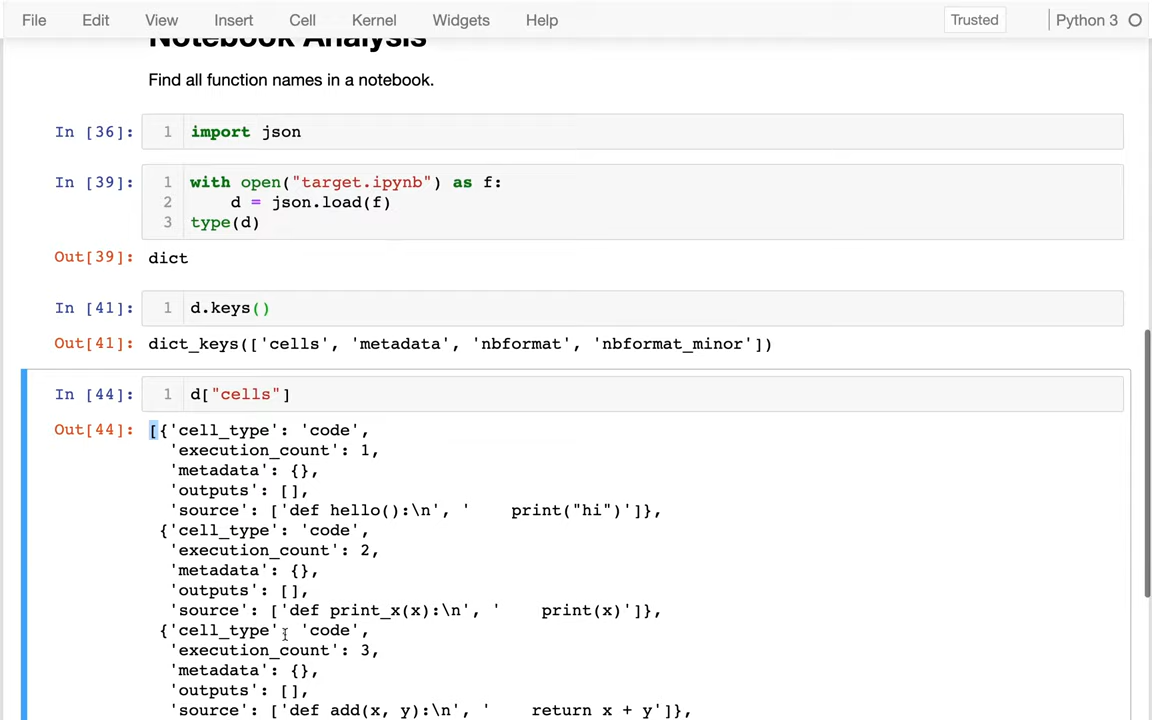 File Edit View Insert Cell Kernel Widgets Help Trusted Python 3
Notebook Analysis
Find all function names in a notebook.
In [36]: 1 import json
In [39]: 1 with open("target.ipynb") as f:
2     d = json.load(f)
3 type(d)
Out[39]: dict
In [41]: 1 d.keys()
Out[41]: dict_keys(['cells', 'metadata', 'nbformat', 'nbformat_minor'])
In [44]: 1 d["cells"]
Out[44]: [{'cell_type': 'code',
'execution_count': 1,
'metadata': {},
'outputs': [],
'source': ['def hello():\n', '    print("hi")']},
{'cell_type': 'code',
'execution_count': 2,
'metadata': {},
'outputs': [],
'source': ['def print_x(x):\n', '    print(x)']},
{'cell_type': 'code',
'execution_count': 3,
'metadata': {},
'outputs': [],
'source': ['def add(x, y):\n', '    return x + y']},